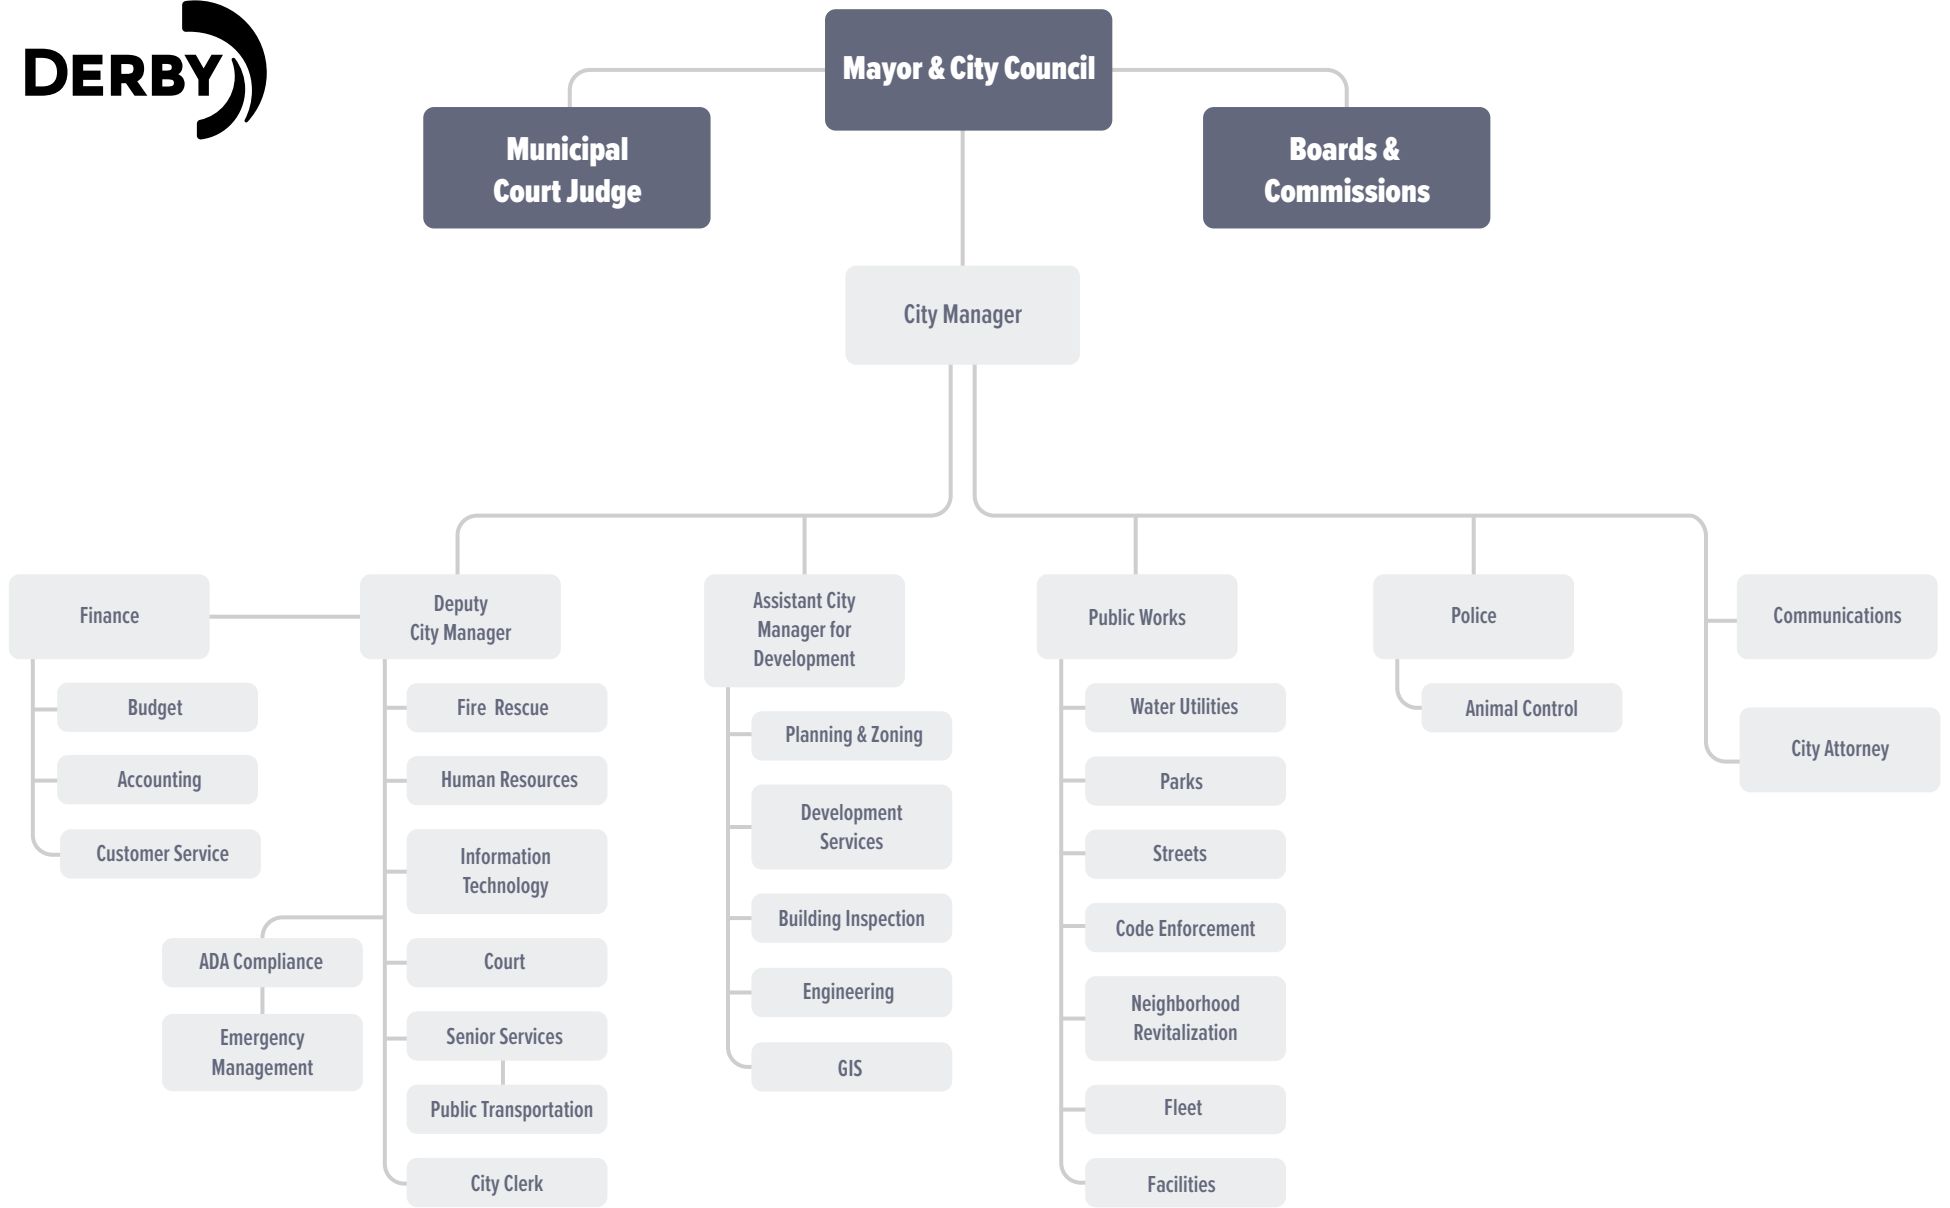 DERBY
Mayor & City Council
Municipal
Court Judge
Boards &
Commissions
City Manager
Finance
Budget
Accounting
Customer Service
Deputy
City Manager
Fire Rescue
Human Resources
Information
Technology
ADA Compliance
Emergency
Management
Court
Senior Services
Public Transportation
City Clerk
Assistant City
Manager for
Development
Planning & Zoning
Development
Services
Building Inspection
Engineering
GIS
Public Works
Water Utilities
Parks
Streets
Code Enforcement
Neighborhood
Revitalization
Fleet
Facilities
Police
Animal Control
Communications
City Attorney